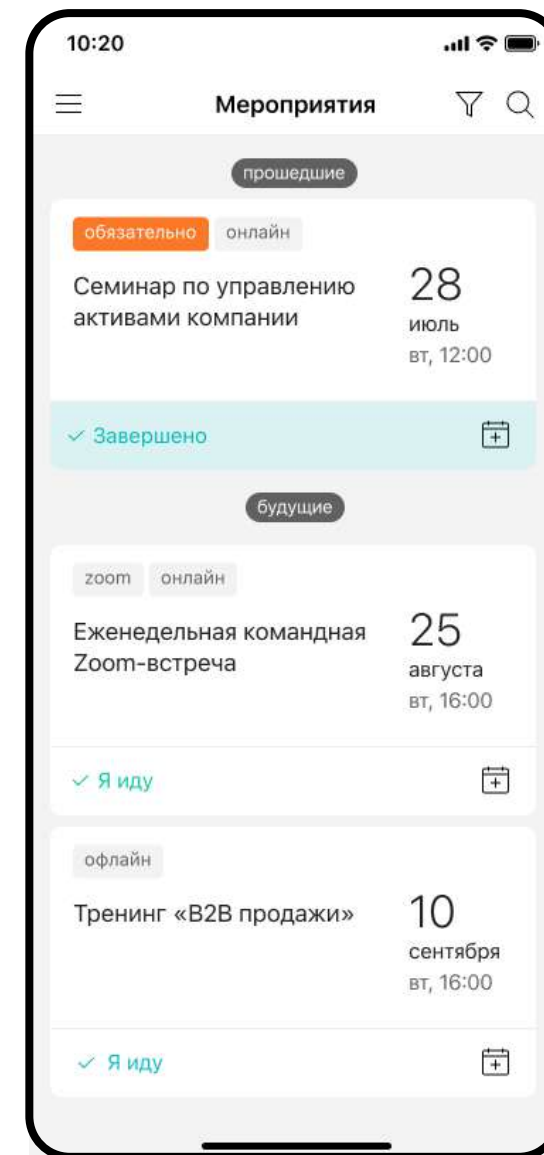 10:20
Мероприятия
прошедшие
обязательно онлайн
Семинар по управлению
активами компании
28
июль
вт, 12:00
Завершено
будущие
zoom онлайн
Еженедельная командная
Zoom-встреча
25
августа
вт, 16:00
Я иду
офлайн
Тренинг «B2B продажи»
10
сентября
вт, 16:00
Я иду